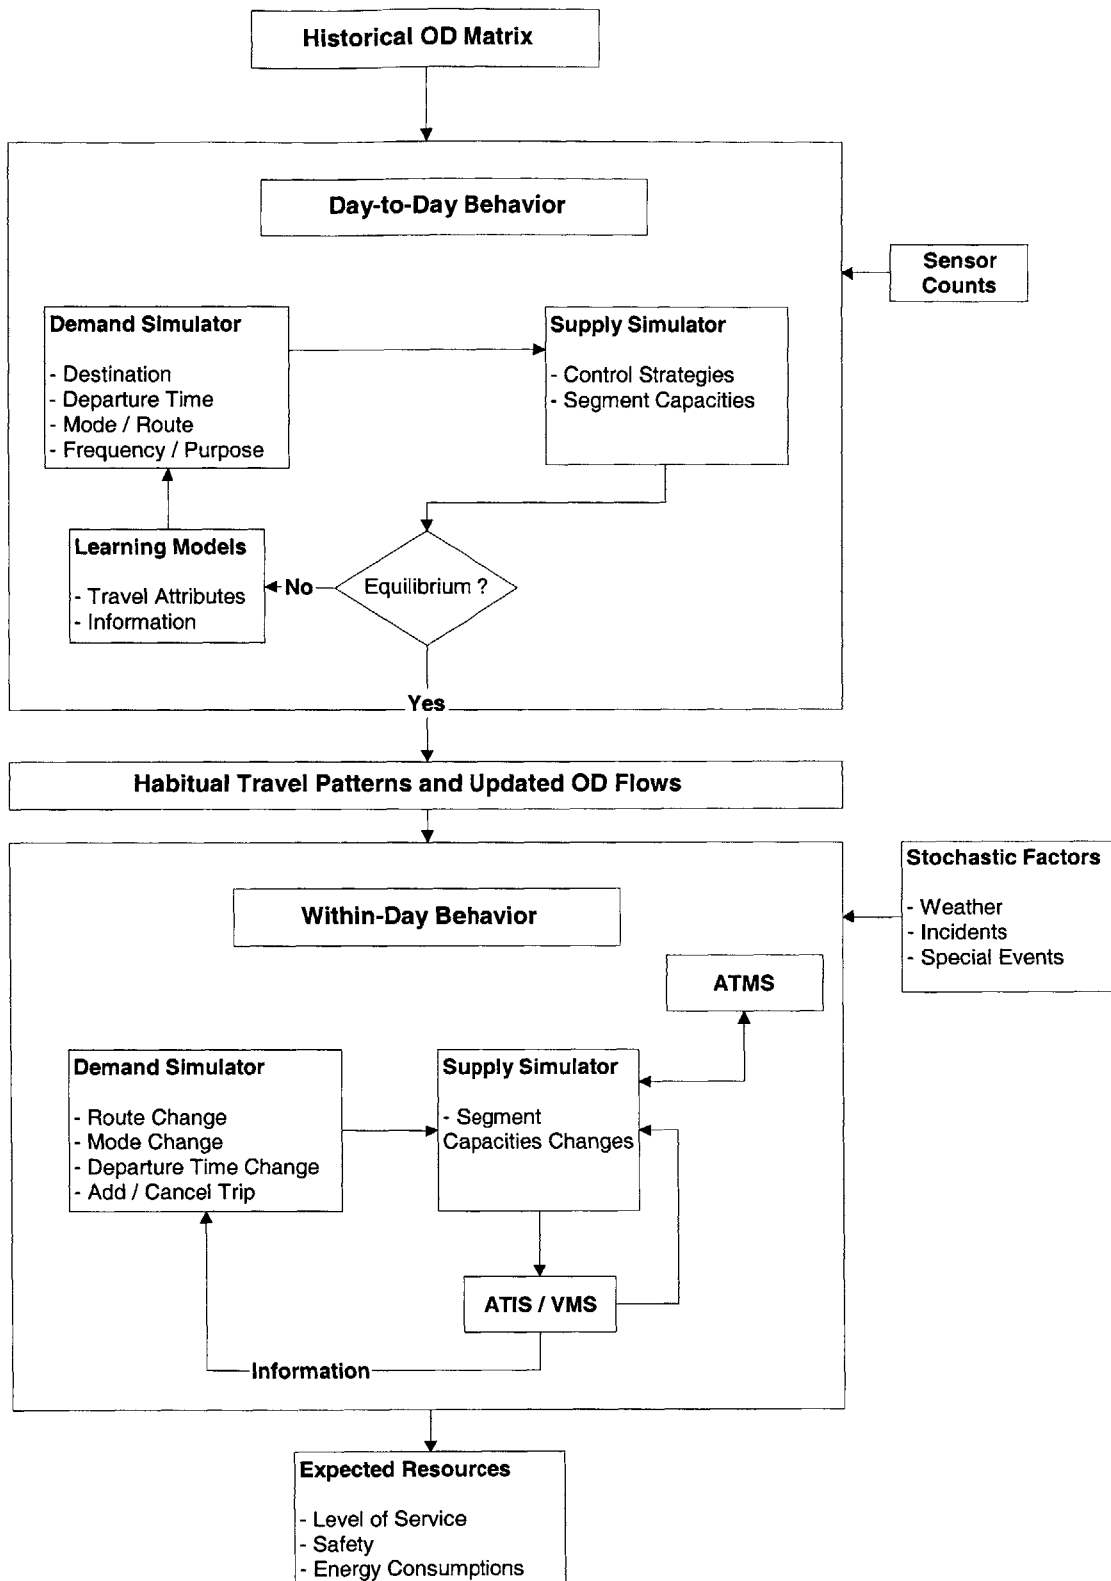 Historical OD Matrix
Day-to-Day Behavior
Sensor
Counts
Demand Simulator
- Destination
- Departure Time
- Mode / Route
- Frequency / Purpose
Supply Simulator
- Control Strategies
- Segment Capacities
Learning Models
- Travel Attributes
- Information
No
Equilibrium ?
Yes
Habitual Travel Patterns and Updated OD Flows
Stochastic Factors
- Weather
- Incidents
- Special Events
Within-Day Behavior
ATMS
Demand Simulator
- Route Change
- Mode Change
- Departure Time Change
- Add / Cancel Trip
Supply Simulator
- Segment
Capacities Changes
ATIS / VMS
Information
Expected Resources
- Level of Service
- Safety
- Energy Consumptions